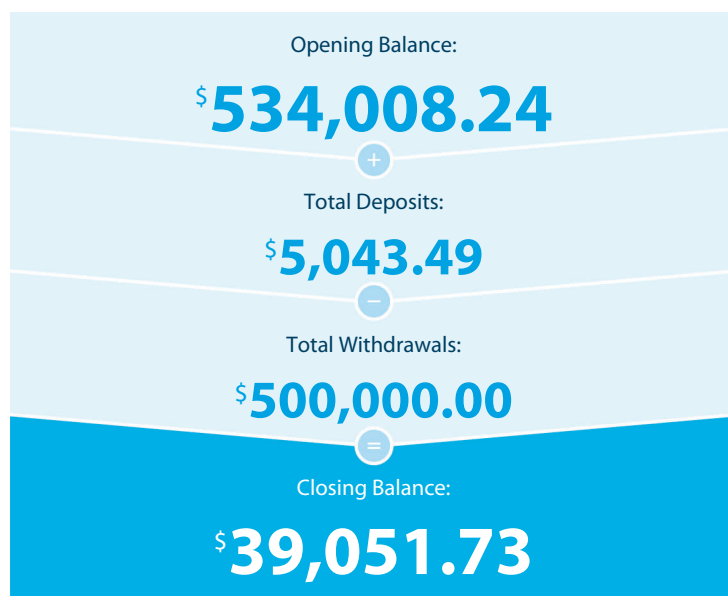 Opening Balance:
$534,008.24
+
Total Deposits:
$5,043.49
−
Total Withdrawals:
$500,000.00
=
Closing Balance:
$39,051.73